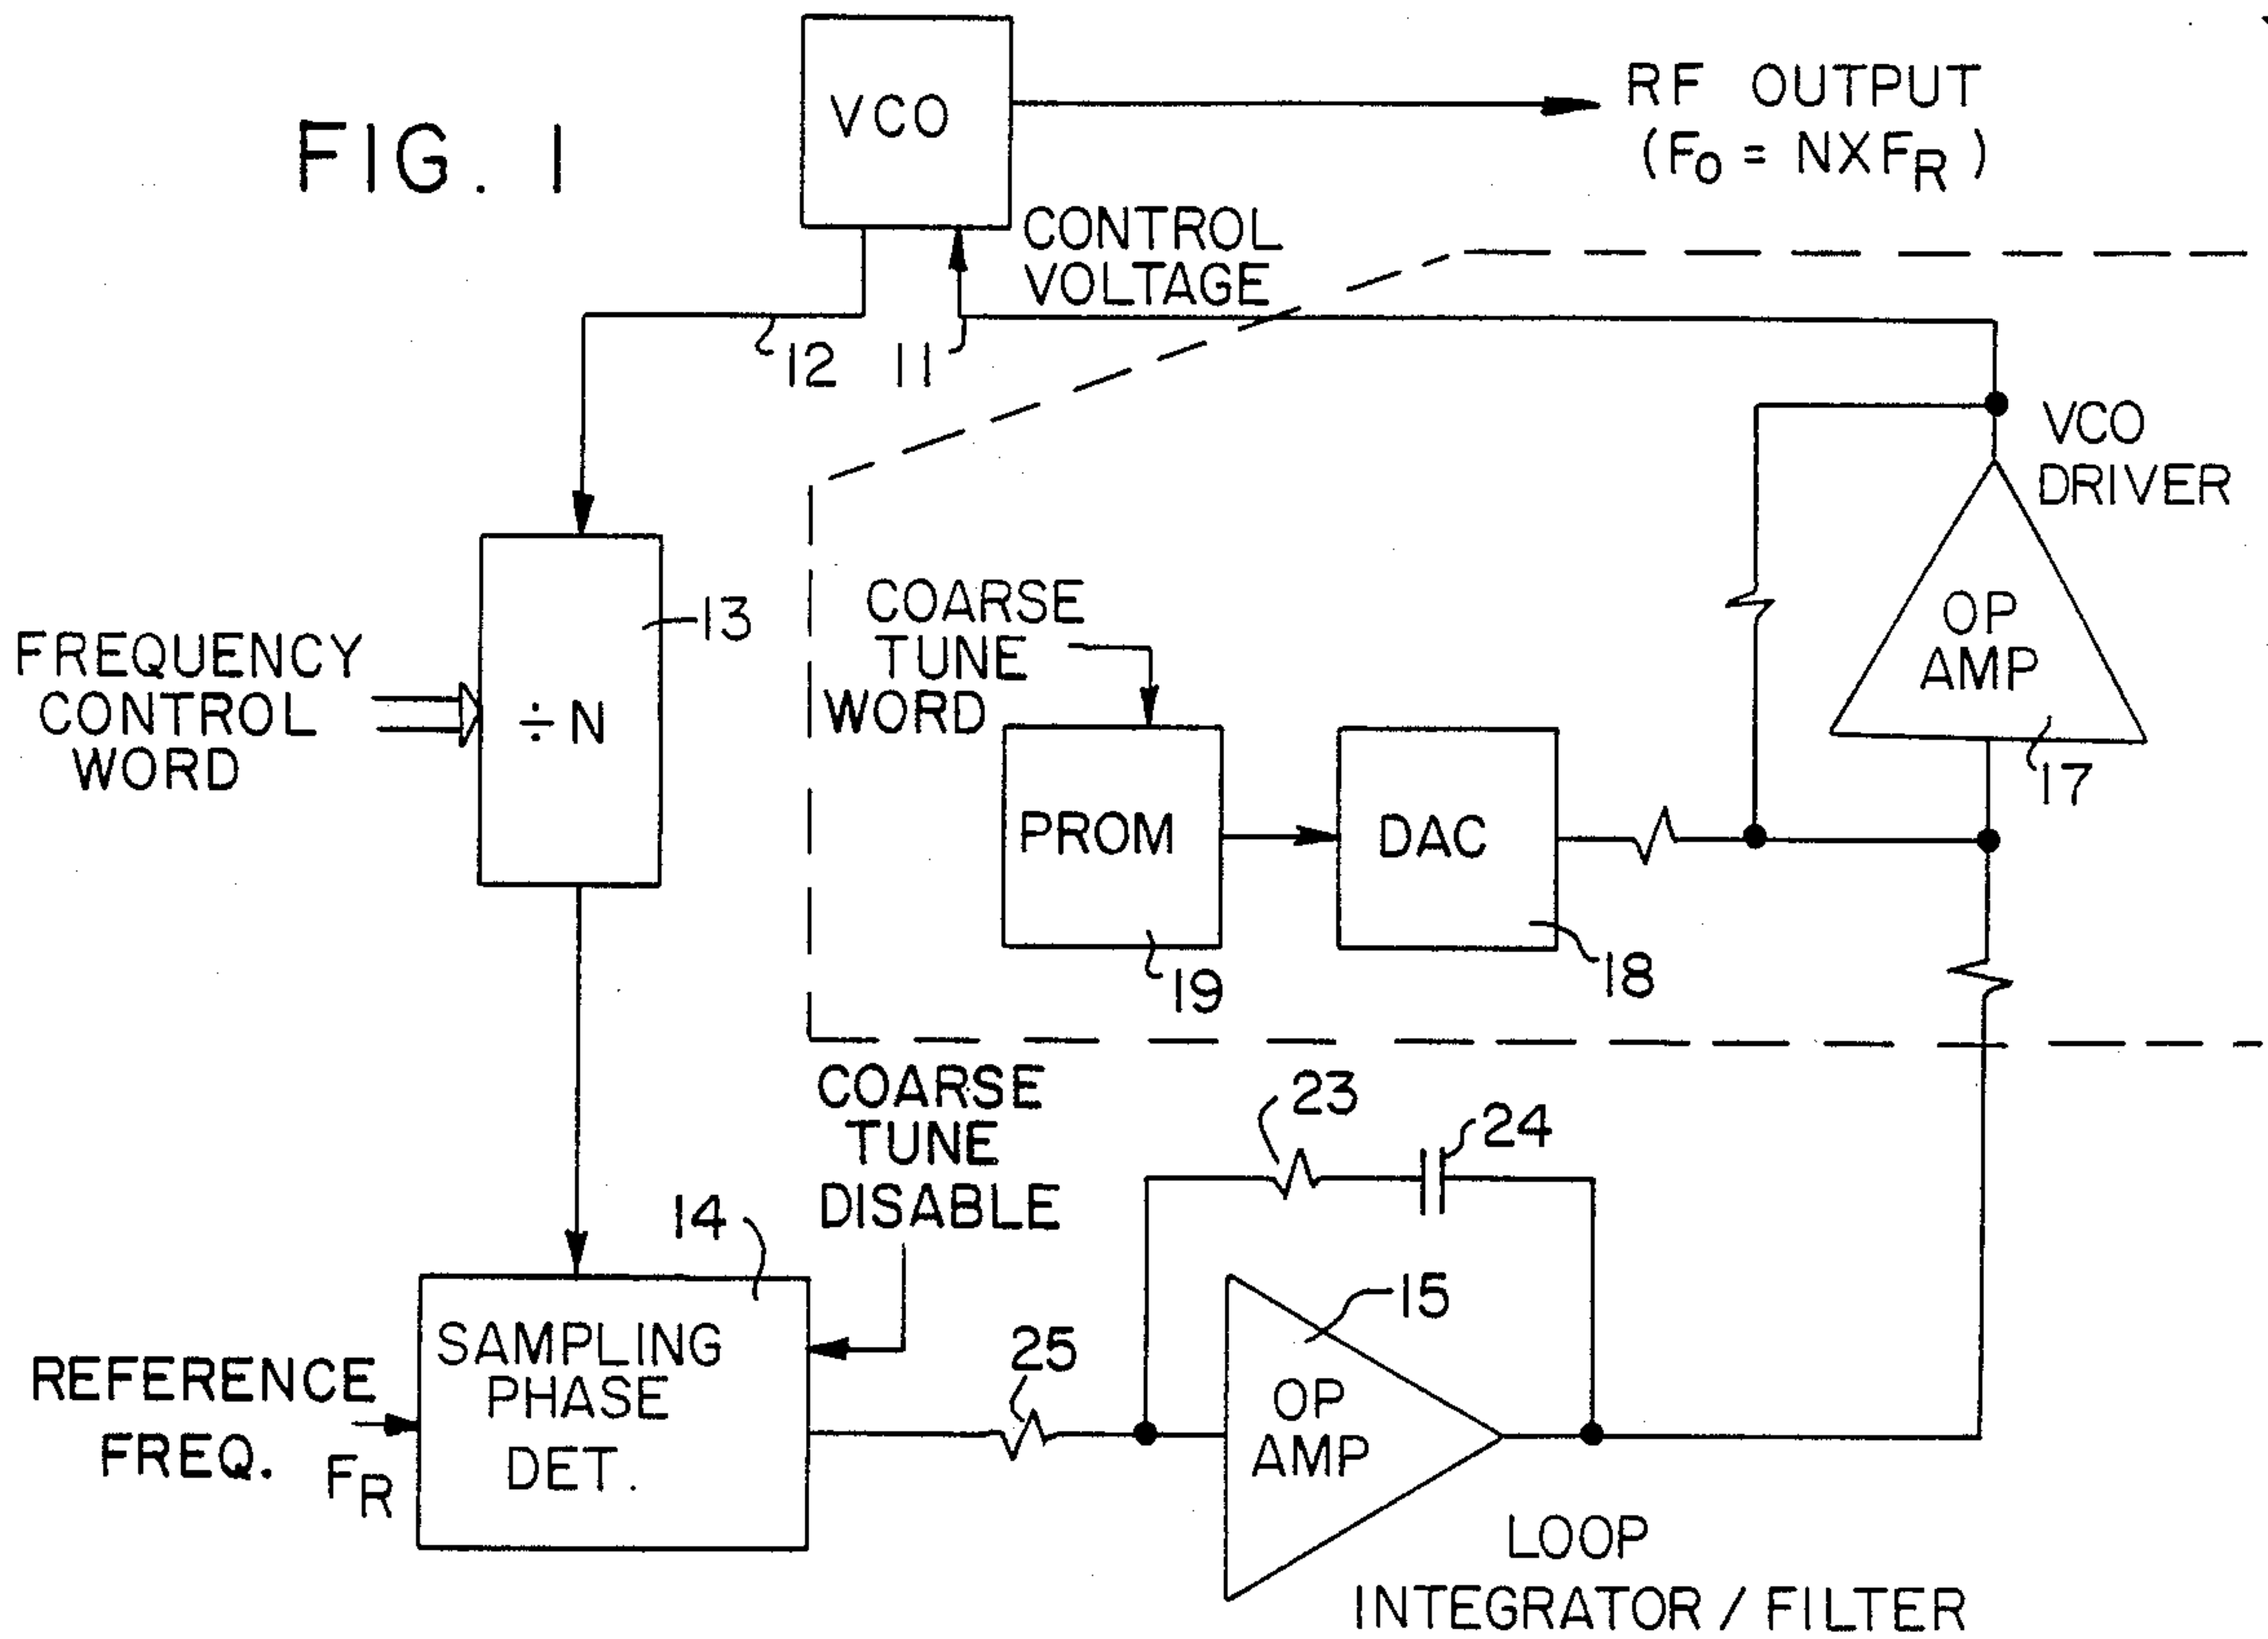 FIG. 1
VCO
RF OUTPUT
(FO = NXFR)
CONTROL
VOLTAGE
12
11
VCO
DRIVER
OP
AMP
17
13
FREQUENCY
CONTROL
WORD
÷N
COARSE
TUNE
WORD
PROM
19
DAC
18
COARSE
TUNE
DISABLE
14
SAMPLING
PHASE
DET.
REFERENCE
FREQ.
FR
23
24
25
15
OP
AMP
LOOP
INTEGRATOR / FILTER